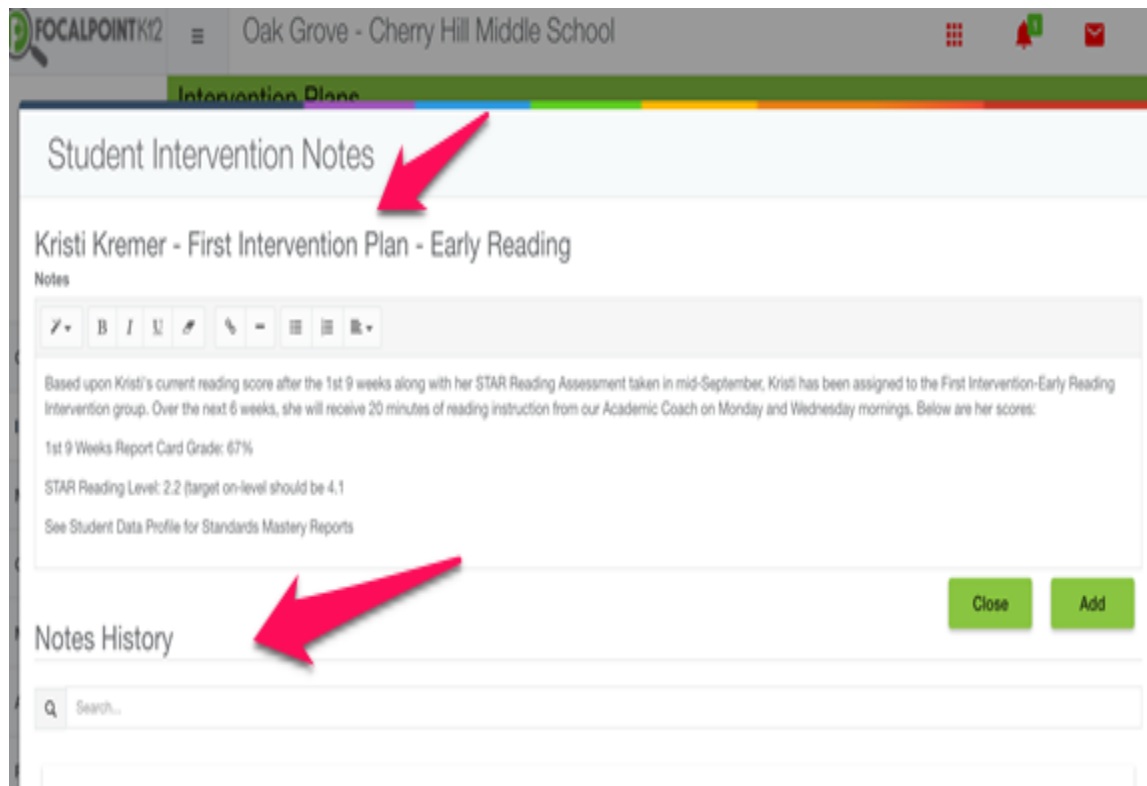 FOCALPOINT K12
Oak Grove - Cherry Hill Middle School
1
Intervention Plans
Student Intervention Notes
Kristi Kremer - First Intervention Plan - Early Reading
Notes
B I U
Based upon Kristi's current reading score after the 1st 9 weeks along with her STAR Reading Assessment taken in mid-September, Kristi has been assigned to the First Intervention-Early Reading
Intervention group. Over the next 6 weeks, she will receive 20 minutes of reading instruction from our Academic Coach on Monday and Wednesday mornings. Below are her scores:
1st 9 Weeks Report Card Grade: 67%
STAR Reading Level: 2.2 (target on-level should be 4.1
See Student Data Profile for Standards Mastery Reports
Close
Add
Notes History
Search...